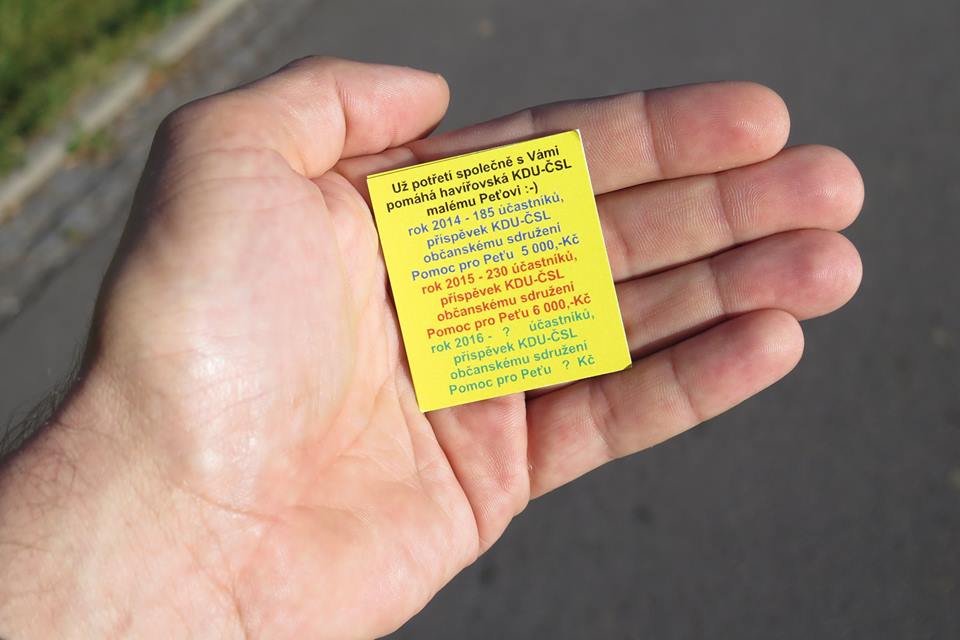 Už potřetí společně s Vámi
pomáhá havířovská KDU-ČSL
malému Peťovi :-)
rok 2014 - 185 účastníků,
příspěvek KDU-ČSL
občanskému sdružení
Pomoc pro Peťu 5 000,-Kč
rok 2015 - 230 účastníků,
příspěvek KDU-ČSL
občanskému sdružení
Pomoc pro Peťu 6 000,-Kč
rok 2016 - ? účastníků,
příspěvek KDU-ČSL
občanskému sdružení
Pomoc pro Peťu ? Kč